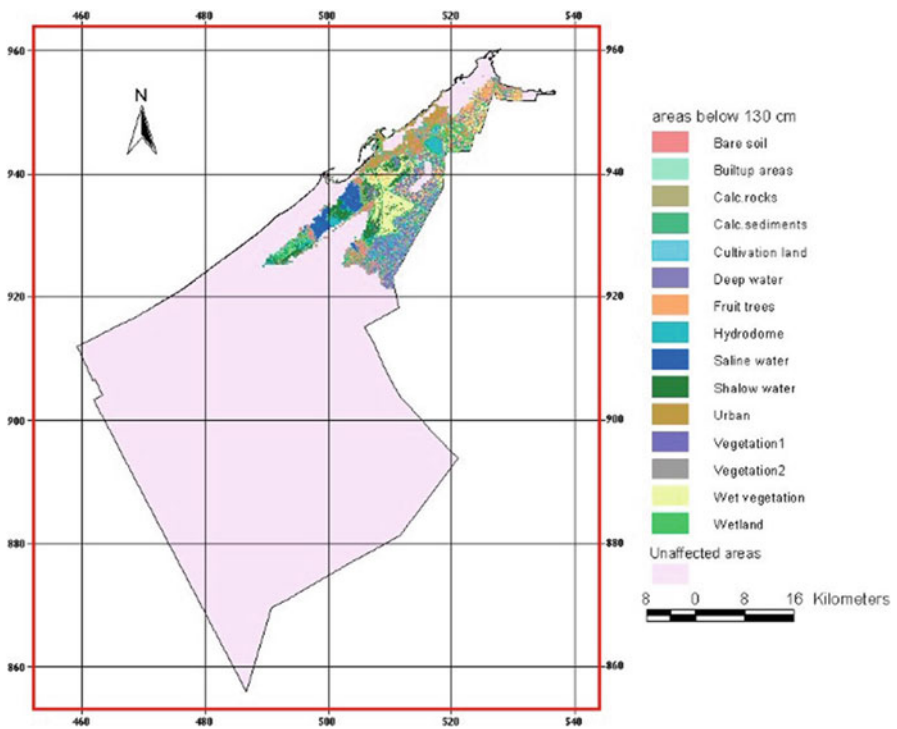 460 480 500 520 540
960 960
N
940 940
920 920
900 900
880 880
860 860
460 480 500 520 540
areas below 130 cm
Bare soil
Builtup areas
Calc.rocks
Calc.sediments
Cultivation land
Deep water
Fruit trees
Hydrodome
Saline water
Shalow water
Urban
Vegetation1
Vegetation2
Wet vegetation
Wetland
Unaffected areas
8 0 8 16 Kilometers